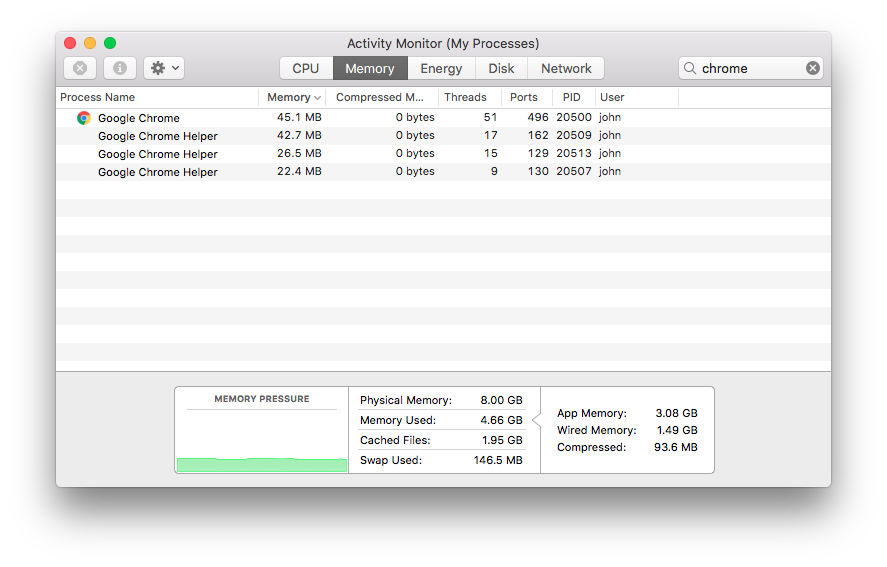 Activity Monitor (My Processes)
CPU Memory Energy Disk Network chrome
Process Name Memory Compressed M... Threads Ports PID User
Google Chrome 45.1 MB 0 bytes 51 496 20500 john
Google Chrome Helper 42.7 MB 0 bytes 17 162 20509 john
Google Chrome Helper 26.5 MB 0 bytes 15 129 20513 john
Google Chrome Helper 22.4 MB 0 bytes 9 130 20507 john
MEMORY PRESSURE
Physical Memory: 8.00 GB
Memory Used: 4.66 GB
Cached Files: 1.95 GB
Swap Used: 146.5 MB
App Memory: 3.08 GB
Wired Memory: 1.49 GB
Compressed: 93.6 MB